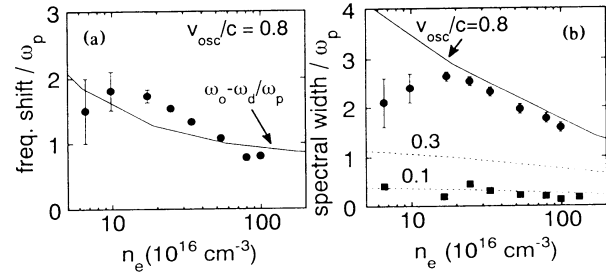 (a)
v_osc/c = 0.8
ω_o-ω_d/ω_p
freq. shift / ω_p
3
2
1
0
10
100
n_e (10^16 cm^-3)
(b)
v_osc/c=0.8
0.3
0.1
spectral width / ω_p
4
3
2
1
0
10
100
n_e (10^16 cm^-3)